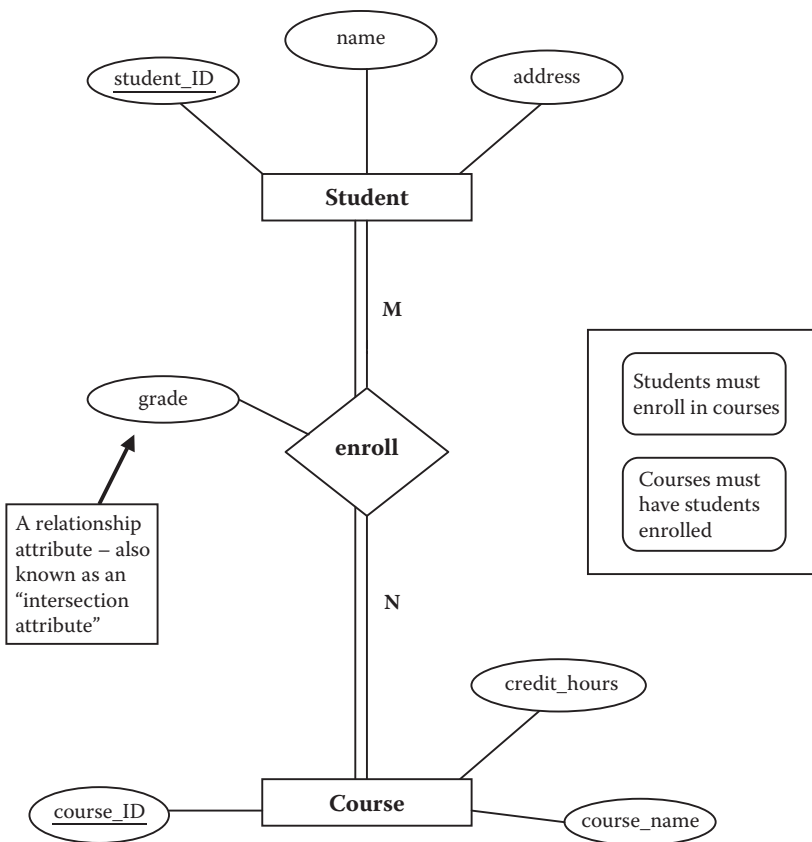 name
student_ID
address
Student
M
grade
enroll
Students must
enroll in courses
Courses must
have students
enrolled
A relationship
attribute – also
known as an
“intersection
attribute”
N
credit_hours
Course
course_ID
course_name